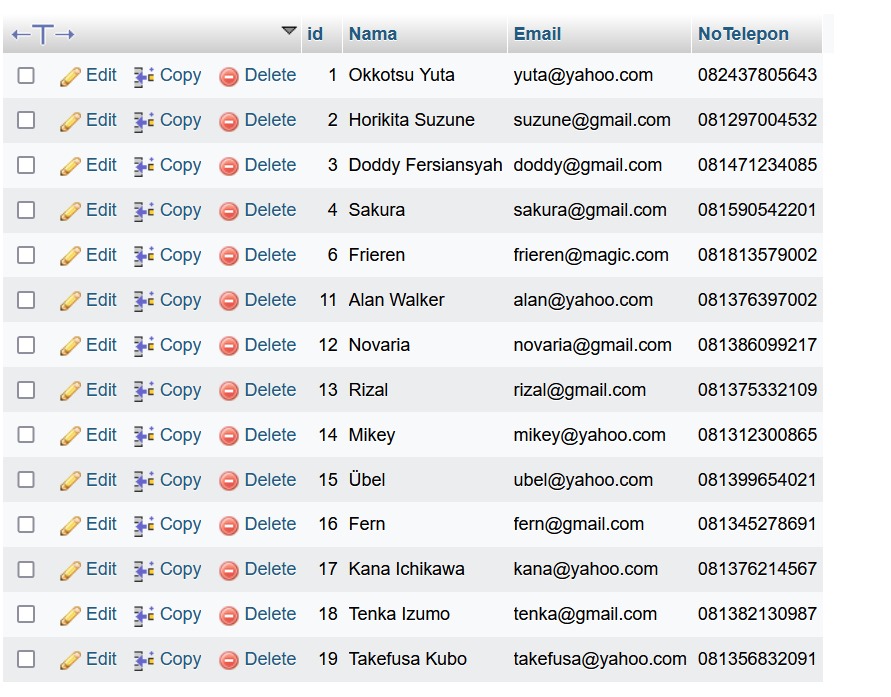 ←T→ id Nama Email NoTelepon
Edit Copy Delete 1 Okkotsu Yuta yuta@yahoo.com 082437805643
Edit Copy Delete 2 Horikita Suzune suzune@gmail.com 081297004532
Edit Copy Delete 3 Doddy Fersiansyah doddy@gmail.com 081471234085
Edit Copy Delete 4 Sakura sakura@gmail.com 081590542201
Edit Copy Delete 6 Frieren frieren@magic.com 081813579002
Edit Copy Delete 11 Alan Walker alan@yahoo.com 081376397002
Edit Copy Delete 12 Novaria novaria@gmail.com 081386099217
Edit Copy Delete 13 Rizal rizal@gmail.com 081375332109
Edit Copy Delete 14 Mikey mikey@yahoo.com 081312300865
Edit Copy Delete 15 Übel ubel@yahoo.com 081399654021
Edit Copy Delete 16 Fern fern@gmail.com 081345278691
Edit Copy Delete 17 Kana Ichikawa kana@yahoo.com 081376214567
Edit Copy Delete 18 Tenka Izumo tenka@gmail.com 081382130987
Edit Copy Delete 19 Takefusa Kubo takefusa@yahoo.com 081356832091